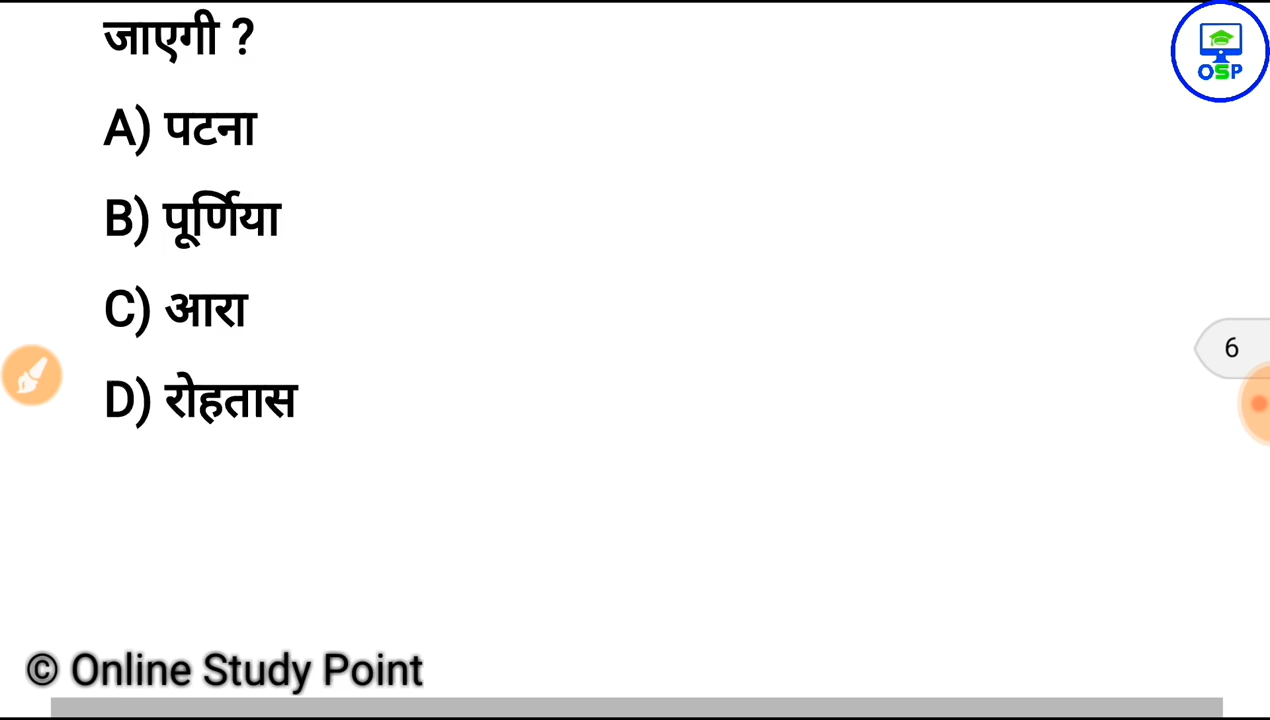 जाएगी ?
OSP
A) पटना
B) पूर्णिया
C) आरा
6
D) रोहतास
© Online Study Point